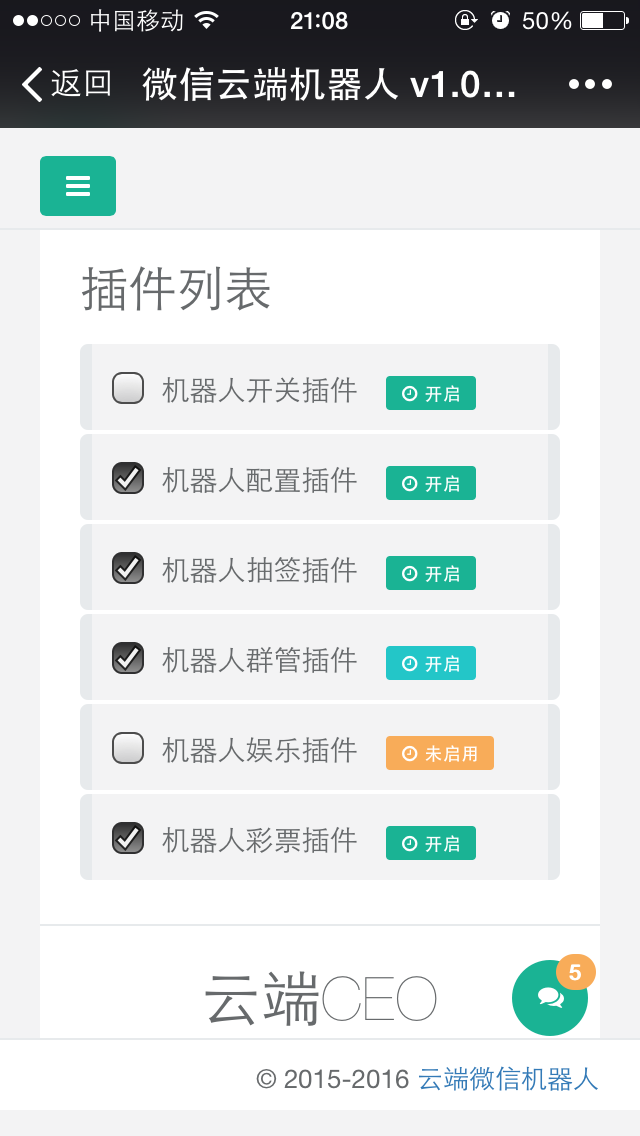 中国移动 21:08 50%
返回 微信云端机器人 v1.0...
插件列表
机器人开关插件 开启
机器人配置插件 开启
机器人抽签插件 开启
机器人群管插件 开启
机器人娱乐插件 未启用
机器人彩票插件 开启
云端CEO
5
© 2015-2016 云端微信机器人